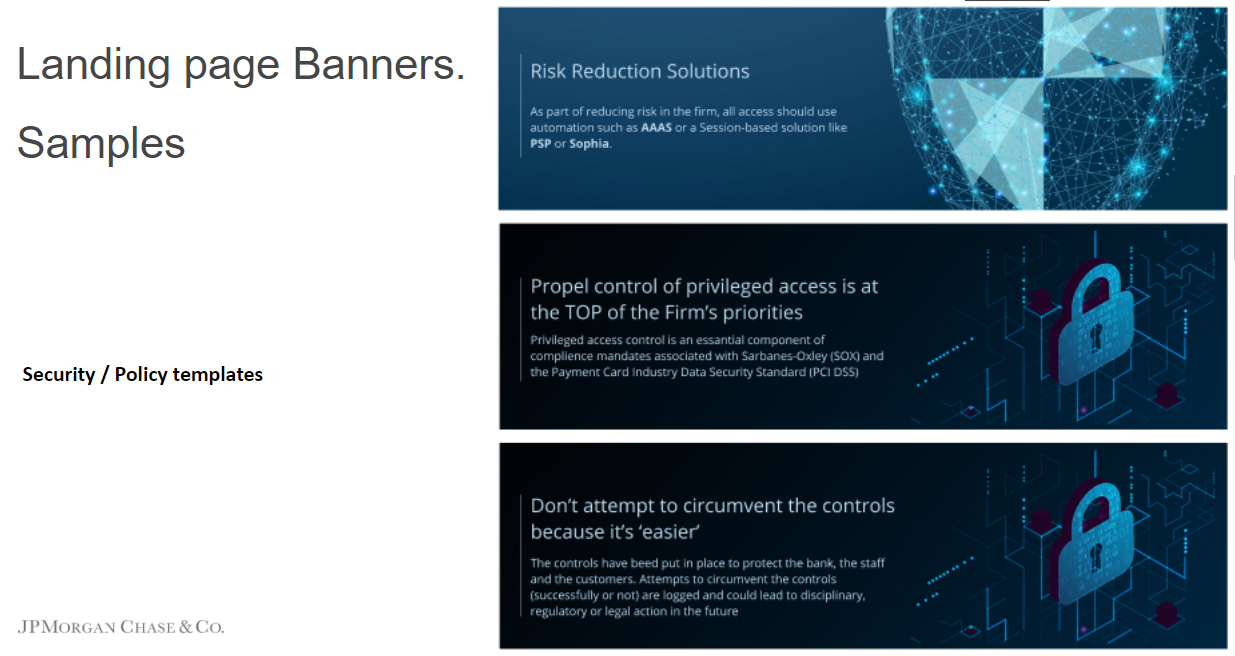 Landing page Banners.
Samples
Security / Policy templates
JPMORGAN CHASE & CO.
Risk Reduction Solutions
As part of reducing risk in the firm, all access should use
automation such as AAAS or a Session-based solution like
PSP or Sophia.
Propel control of privileged access is at
the TOP of the Firm's priorities
Privileged access control is an essantial component of
complience mandates associated with Sarbanes-Oxley (SOX) and
the Payment Card Industry Data Security Standard (PCI DSS)
Don't attempt to circumvent the controls
because it's ‘easier’
The controls have beed put in place to protect the bank, the staff
and the customers. Attempts to circumvent the controls
(successfully or not) are logged and could lead to disciplinary,
regulatory or legal action in the future